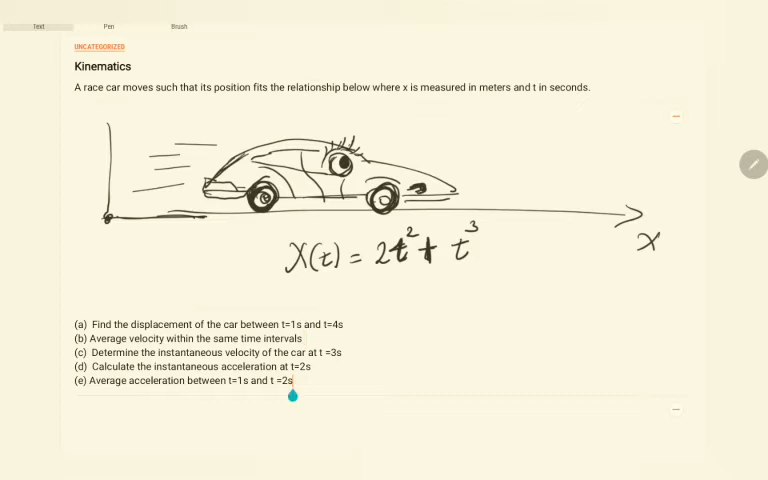 Text Pen Brush
UNCATEGORIZED
Kinematics
A race car moves such that its position fits the relationship below where x is measured in meters and t in seconds.
x
X(t) = 2t² + t³
(a) Find the displacement of the car between t=1s and t=4s
(b) Average velocity within the same time intervals
(c) Determine the instantaneous velocity of the car at t =3s
(d) Calculate the instantaneous acceleration at t=2s
(e) Average acceleration between t=1s and t =2s